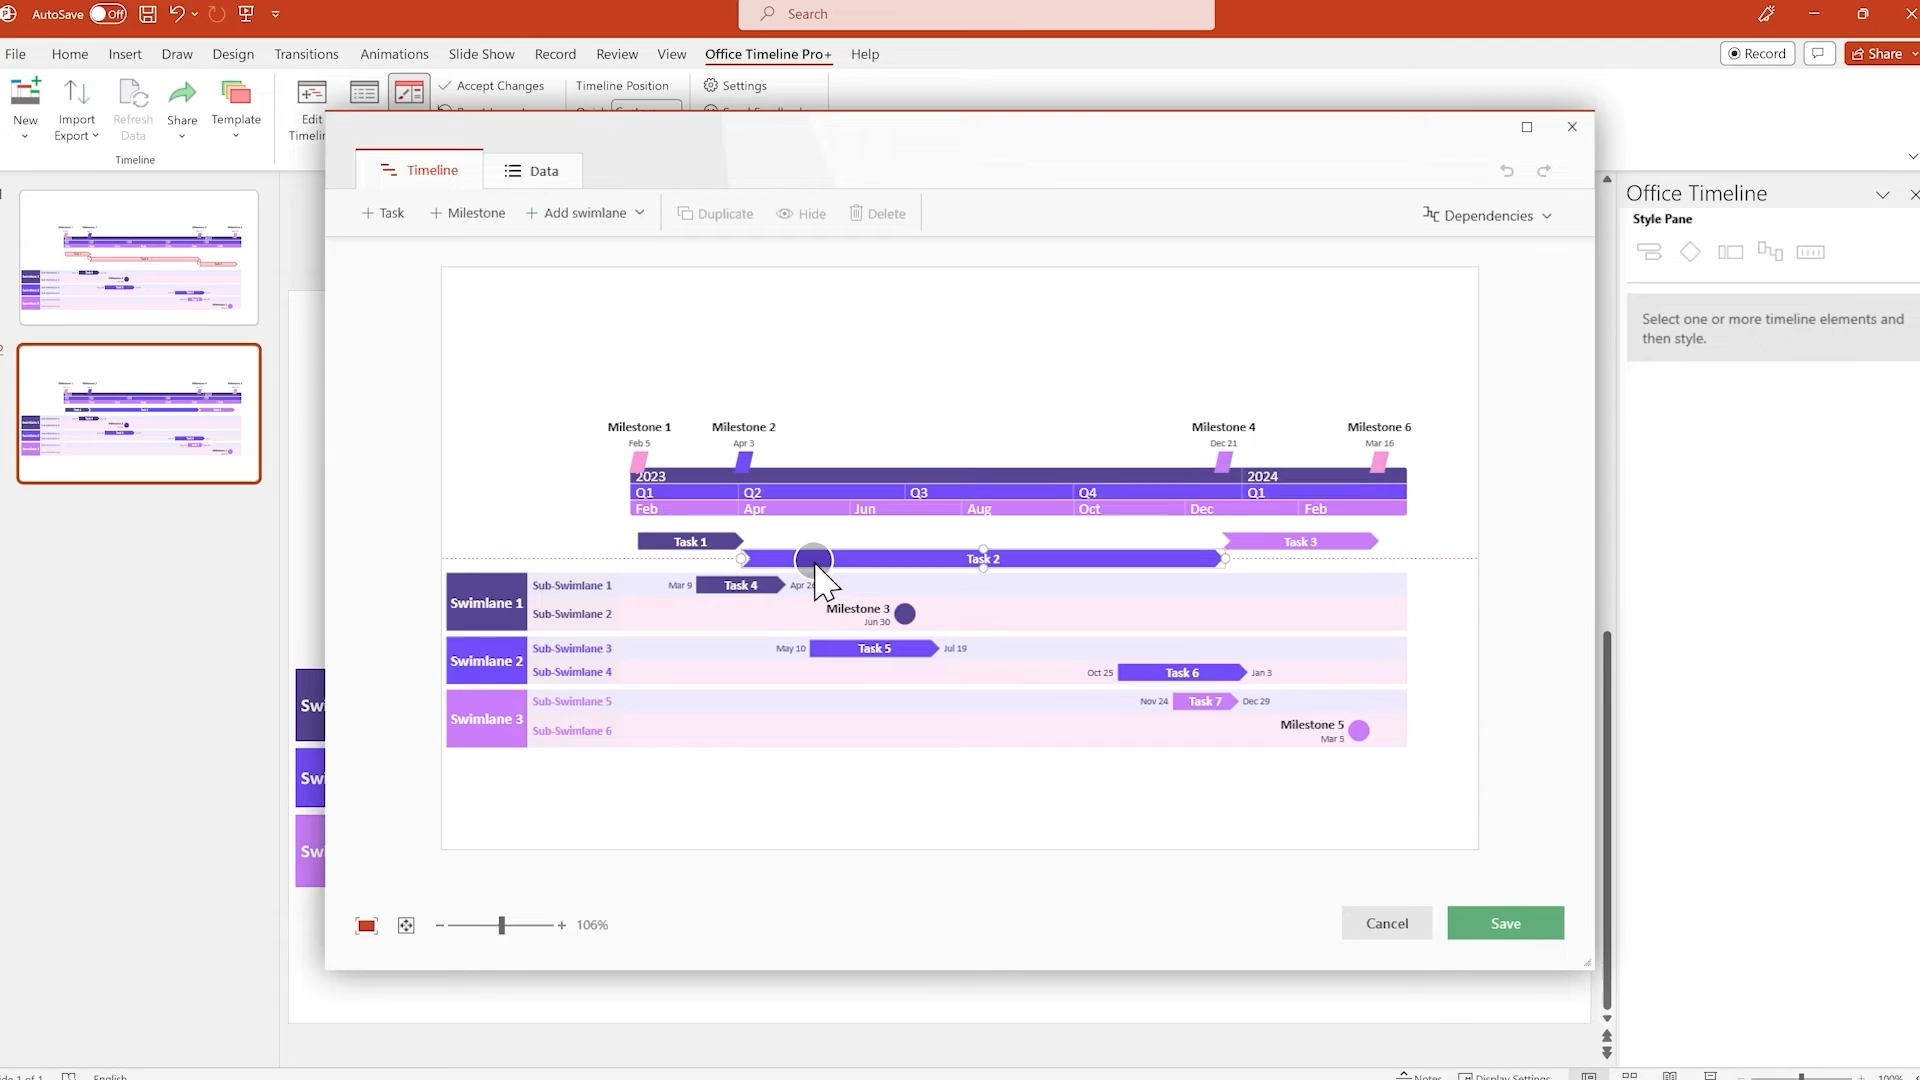 AutoSave Off Search
File Home Insert Draw Design Transitions Animations Slide Show Record Review View Office Timeline Pro+ Help Record Share
New Import Export Refresh Data Share Template Edit
Accept Changes Timeline Position Settings
Timeline
Timeline Data
+ Task + Milestone + Add swimlane Duplicate Hide Delete Dependencies
Office Timeline
Style Pane
Select one or more timeline elements and
then style.
Milestone 1 Milestone 2 Milestone 4 Milestone 6
Feb 5 Apr 3 Dec 21 Mar 16
2023 2024
Q1 Q2 Q3 Q4 Q1
Feb Apr Jun Aug Oct Dec Feb
Task 1 Task 3
Task 2
Swimlane 1
Sub-Swimlane 1 Mar 9 Task 4
Sub-Swimlane 2 Milestone 3
Jun 30
Swimlane 2
Sub-Swimlane 3 May 10 Task 5 Jul 19
Sub-Swimlane 4 Oct 25 Task 6 Jan 3
Swimlane 3
Sub-Swimlane 5 Nov 24 Task 7 Dec 29
Sub-Swimlane 6 Milestone 5
Mar 5
- + 106%
Cancel Save
English Notes Display Settings 100%